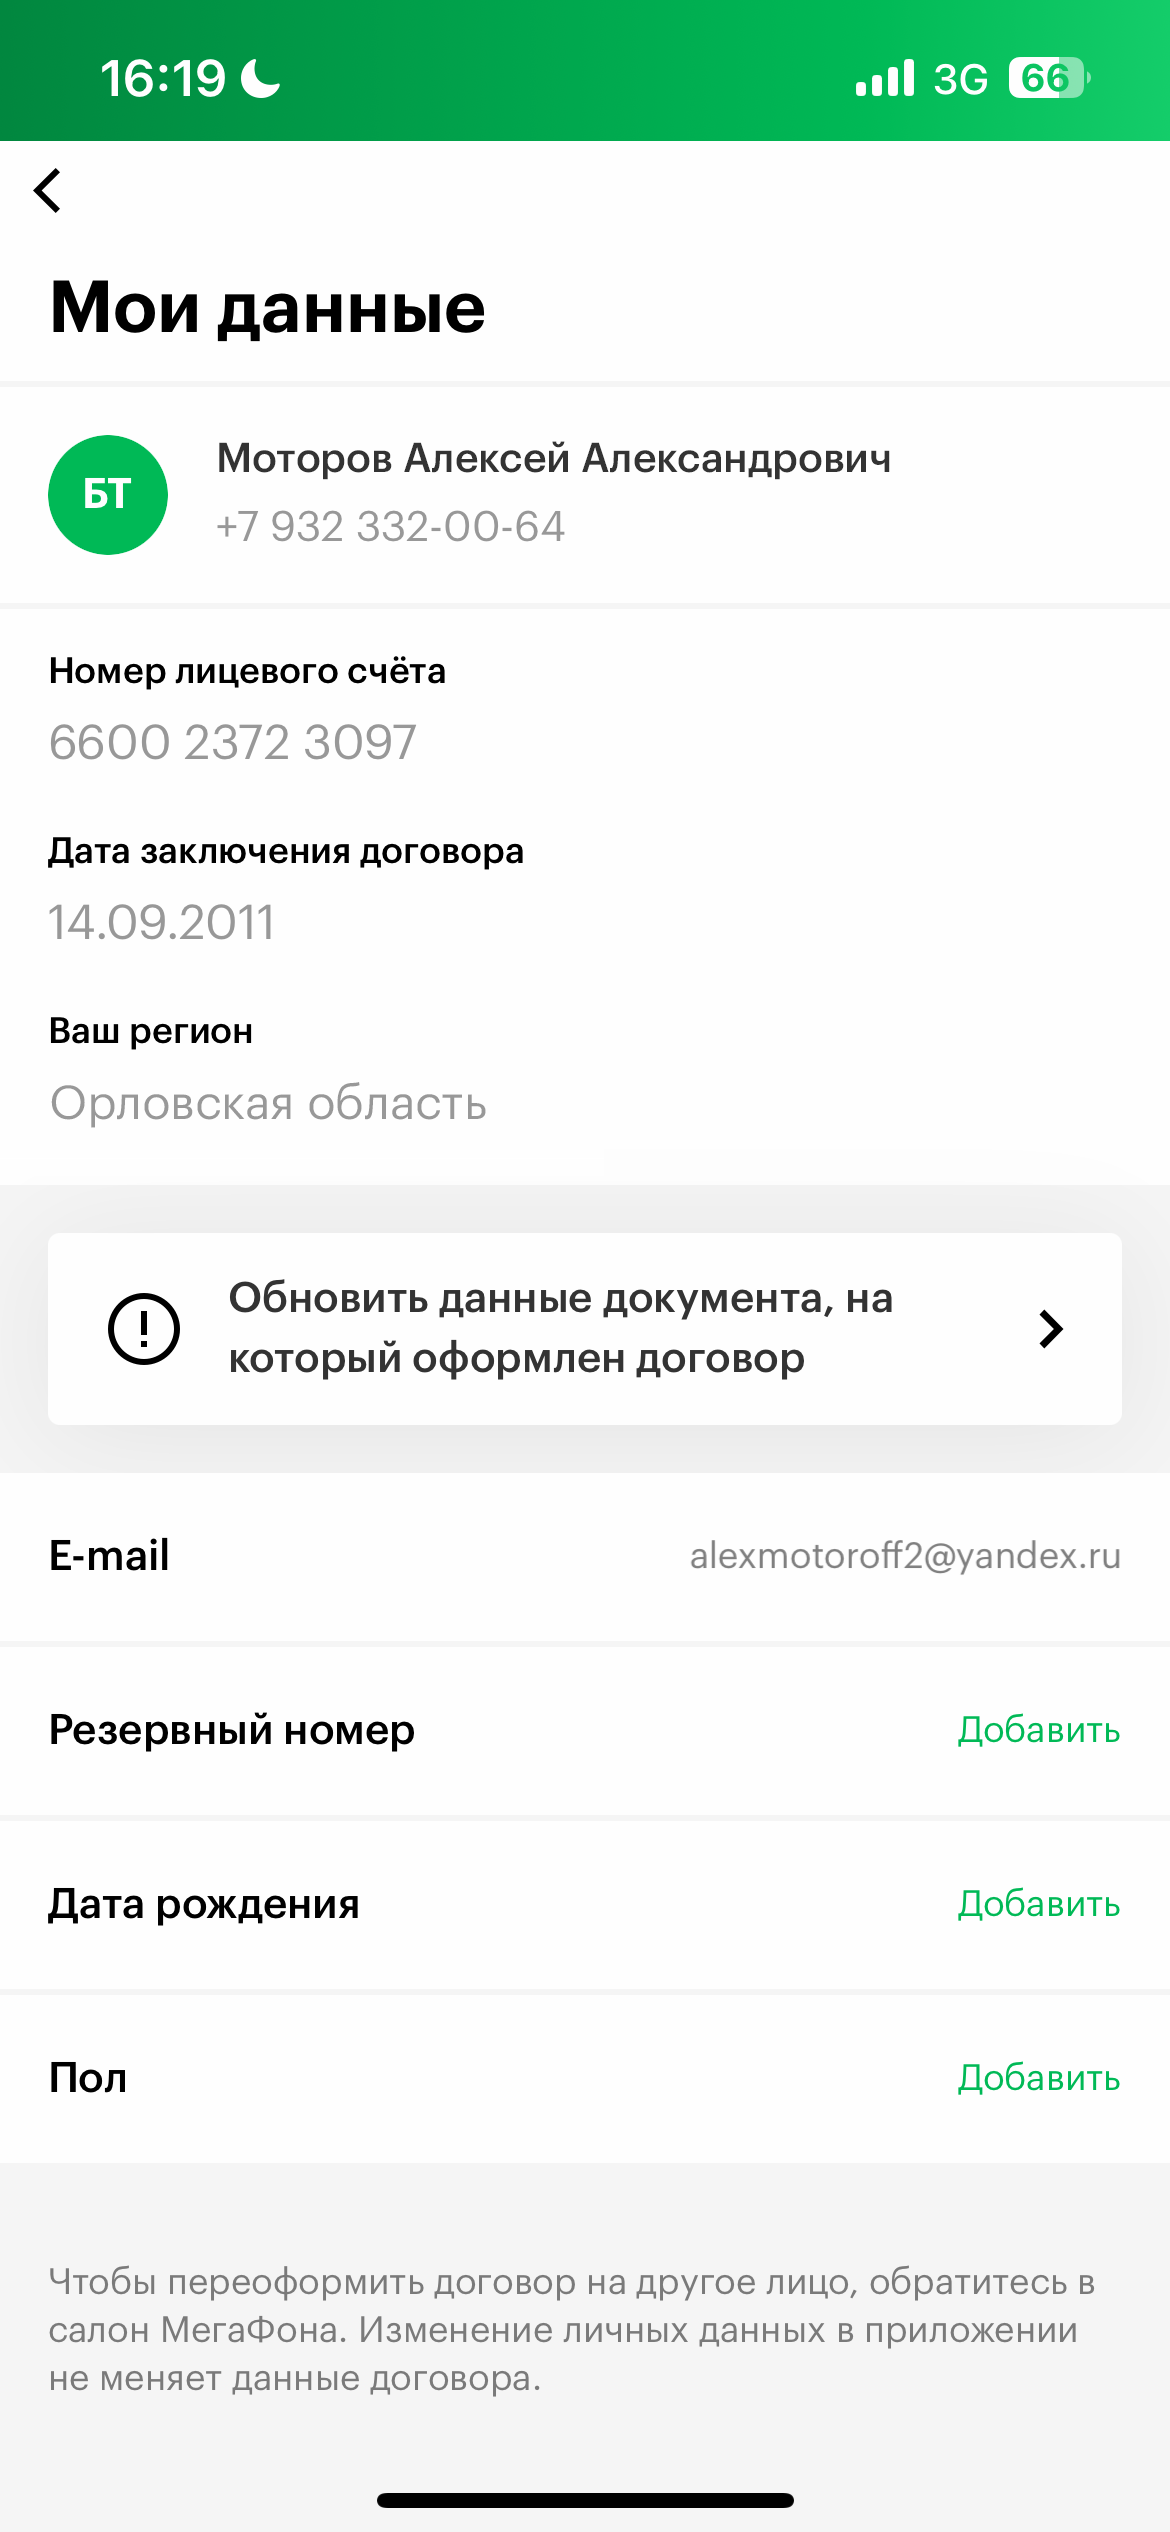 16:19
3G 66
Мои данные
БТ
Моторов Алексей Александрович
+7 932 332-00-64
Номер лицевого счёта
6600 2372 3097
Дата заключения договора
14.09.2011
Ваш регион
Орловская область
Обновить данные документа, на
который оформлен договор
E-mail
alexmotoroff2@yandex.ru
Резервный номер
Добавить
Дата рождения
Добавить
Пол
Добавить
Чтобы переоформить договор на другое лицо, обратитесь в
салон МегаФона. Изменение личных данных в приложении
не меняет данные договора.